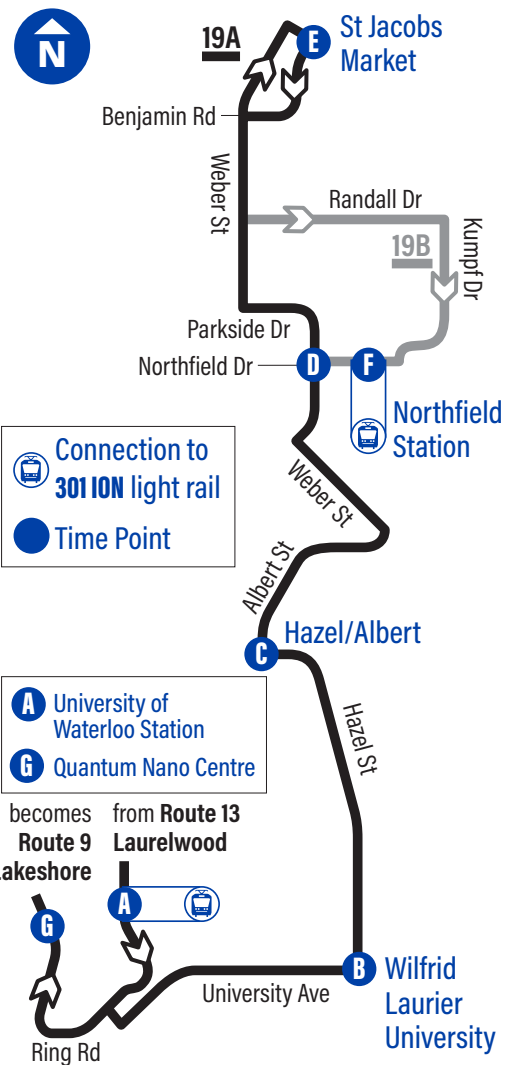 N
19A
E
St Jacobs
Market
Benjamin Rd
Weber St
Randall Dr
19B
Kumpf Dr
Parkside Dr
Northfield Dr
D
F
Northfield
Station
Connection to
301 ION light rail
Time Point
Weber St
Albert St
C
Hazel/Albert
A
University of
Waterloo Station
G
Quantum Nano Centre
Hazel St
becomes
Route 9
Lakeshore
from Route 13
Laurelwood
A
G
B
Wilfrid
Laurier
University
University Ave
Ring Rd